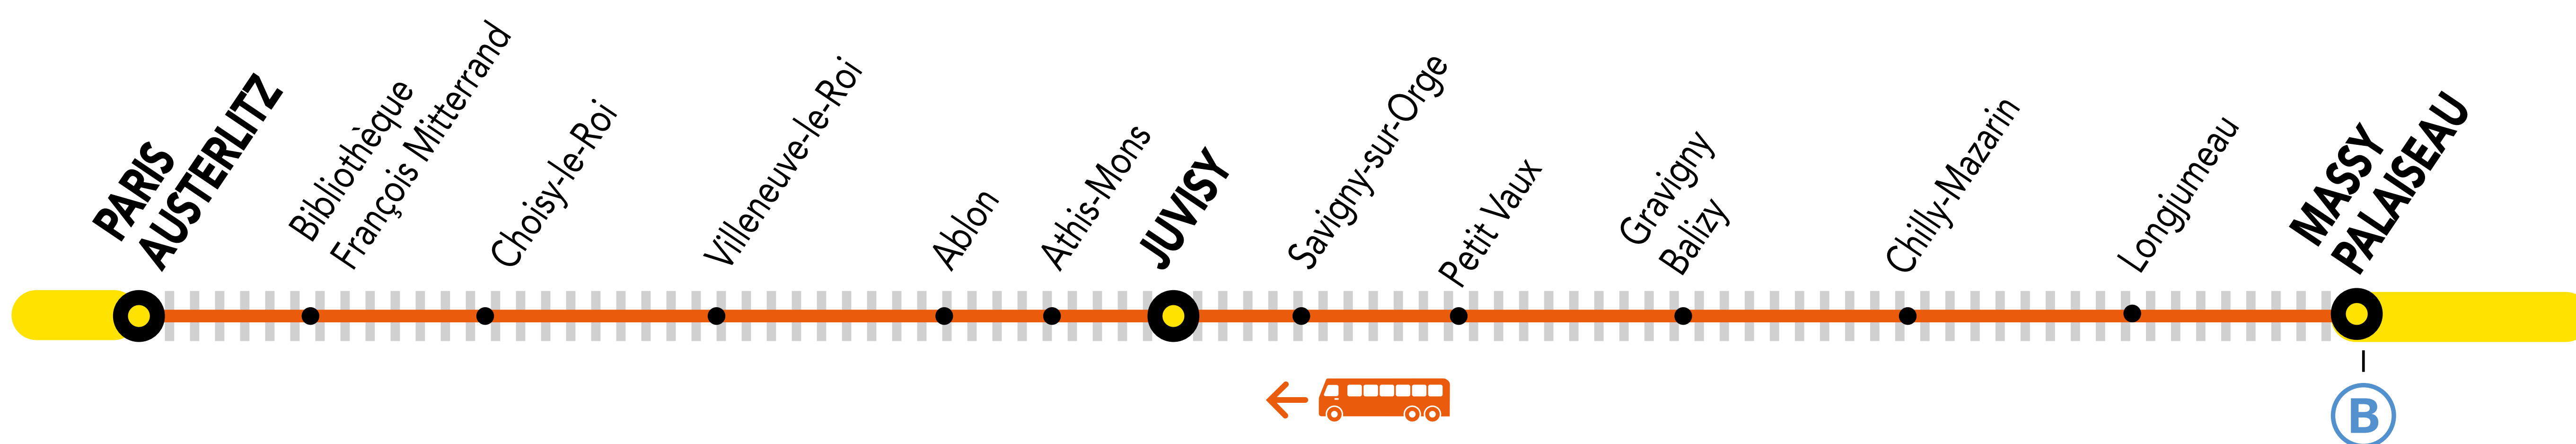 PARIS
AUSTERLITZ
Bibliothèque
François Mitterrand
Choisy-le-Roi
Villeneuve-le-Roi
Ablon
Athis-Mons
JUVISY
Savigny-sur-Orge
Petit Vaux
Gravigny
Balizy
Chilly-Mazarin
Longjumeau
MASSY
PALAISEAU
B